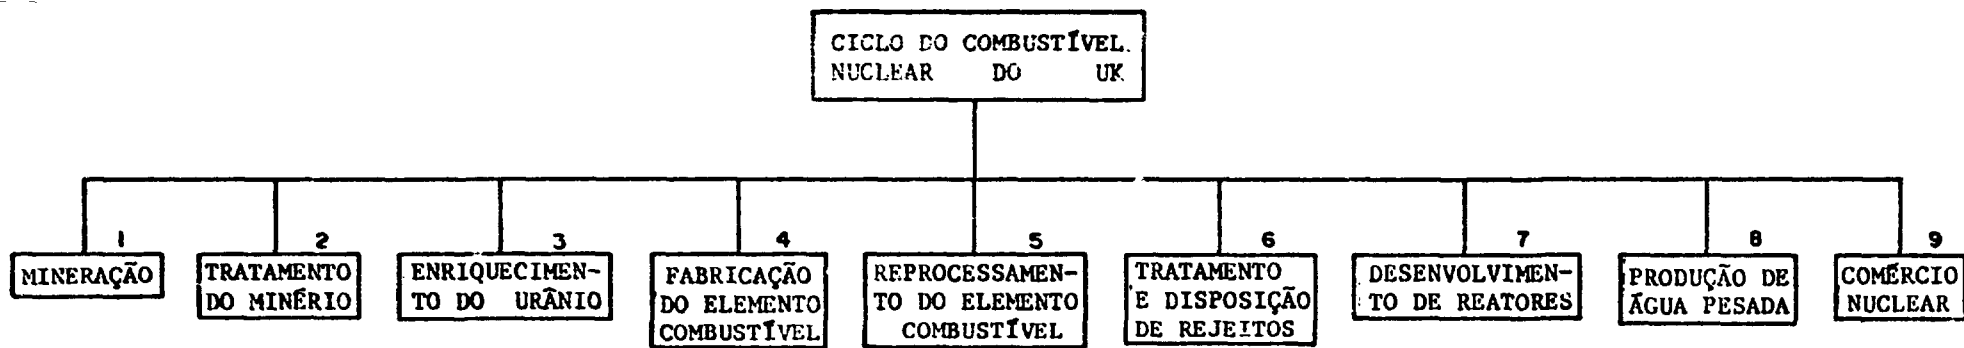 CICLO DO COMBUSTÍVEL.
NUCLEAR DO UK
1
MINERAÇÃO
2
TRATAMENTO
DO MINÉRIO
3
ENRIQUECIMEN-
TO DO URÂNIO
4
FABRICAÇÃO
DO ELEMENTO
COMBUSTÍVEL
5
REPROCESSAMEN-
TO DO ELEMENTO
COMBUSTÍVEL
6
TRATAMENTO
E DISPOSIÇÃO
DE REJEITOS
7
DESENVOLVIMEN-
TO DE REATORES
8
PRODUÇÃO DE
ÁGUA PESADA
9
COMÉRCIO
NUCLEAR